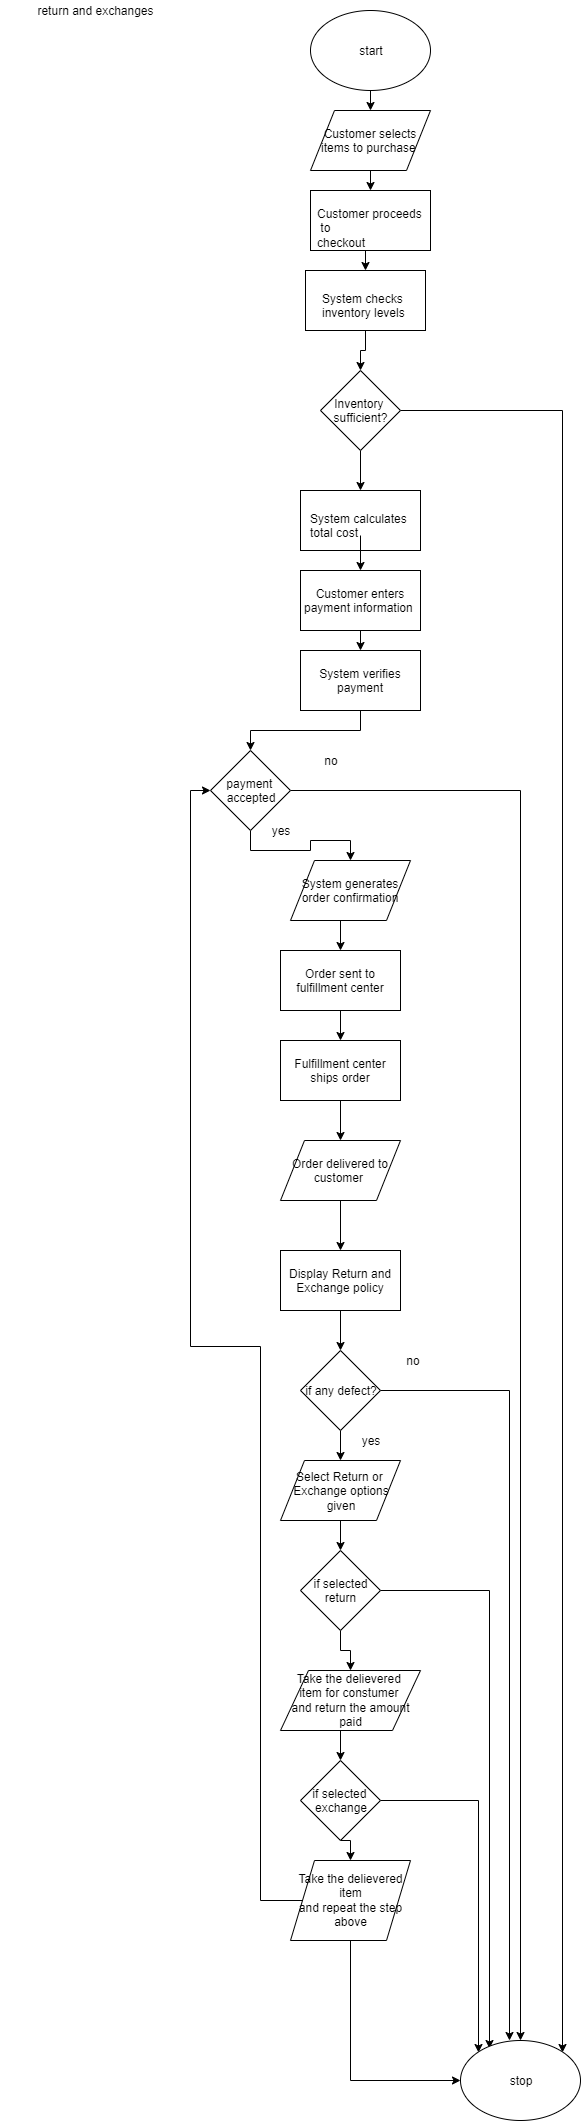 return and exchanges
start
Customer selects
items to purchase
Customer proceeds
to
checkout
System checks
inventory levels
Inventory
sufficient?
System calculates
total cost
Customer enters
payment information
System verifies
payment
no
payment
accepted
yes
System generates
order confirmation
Order sent to
fulfillment center
Fulfillment center
ships order
Order delivered to
customer
Display Return and
Exchange policy
no
if any defect?
yes
Select Return or
Exchange options
given
if selected
return
Take the delievered
item for constumer
and return the amount
paid
if selected
exchange
Take the delievered
item
and repeat the step
above
stop